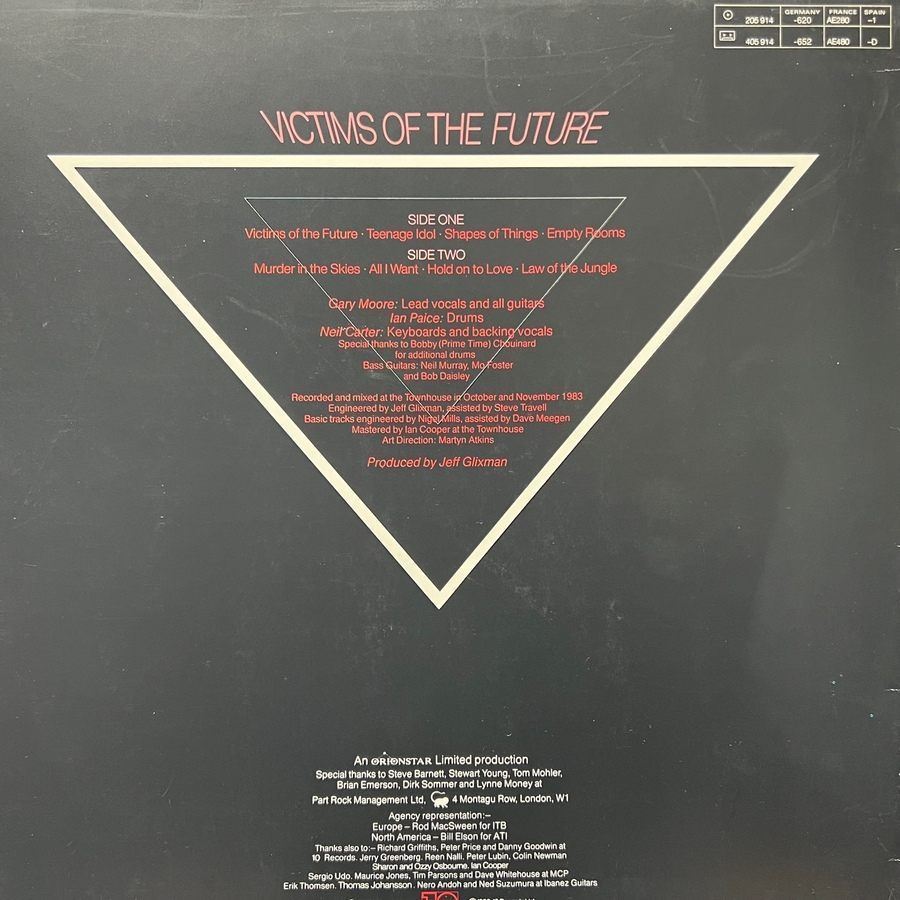 GERMANY FRANCE SPAIN
205 914 -620 AE280 -1
405 914 -652 AE480 -D
VICTIMS OF THE FUTURE
SIDE ONE
Victims of the Future · Teenage Idol · Shapes of Things · Empty Rooms
SIDE TWO
Murder in the Skies · All I Want · Hold on to Love · Law of the Jungle
Gary Moore: Lead vocals and all guitars
Ian Paice: Drums
Neil Carter: Keyboards and backing vocals
Special thanks to Bobby (Prime Time) Chouinard
for additional drums
Bass Guitars: Neil Murray, Mo Foster
and Bob Daisley
Recorded and mixed at the Townhouse in October and November 1983
Engineered by Jeff Glixman, assisted by Steve Travell
Basic tracks engineered by Nigel Mills, assisted by Dave Meegen
Mastered by Ian Cooper at the Townhouse
Art Direction: Martyn Atkins
Produced by Jeff Glixman
An ORIONSTAR Limited production
Special thanks to Steve Barnett, Stewart Young, Tom Mohler,
Brian Emerson, Dirk Sommer and Lynne Money at
Part Rock Management Ltd, 4 Montagu Row, London, W1
Agency representation:–
Europe – Rod MacSween for ITB
North America – Bill Elson for ATI
Thanks also to:– Richard Griffiths, Peter Price and Danny Goodwin at
10 Records. Jerry Greenberg. Reen Nalli. Peter Lubin, Colin Newman
Sharon and Ozzy Osbourne. Ian Cooper
Sergio Udo. Maurice Jones, Tim Parsons and Dave Whitehouse at MCP
Erik Thomsen. Thomas Johansson. Nero Andoh and Ned Suzumura at Ibanez Guitars
10